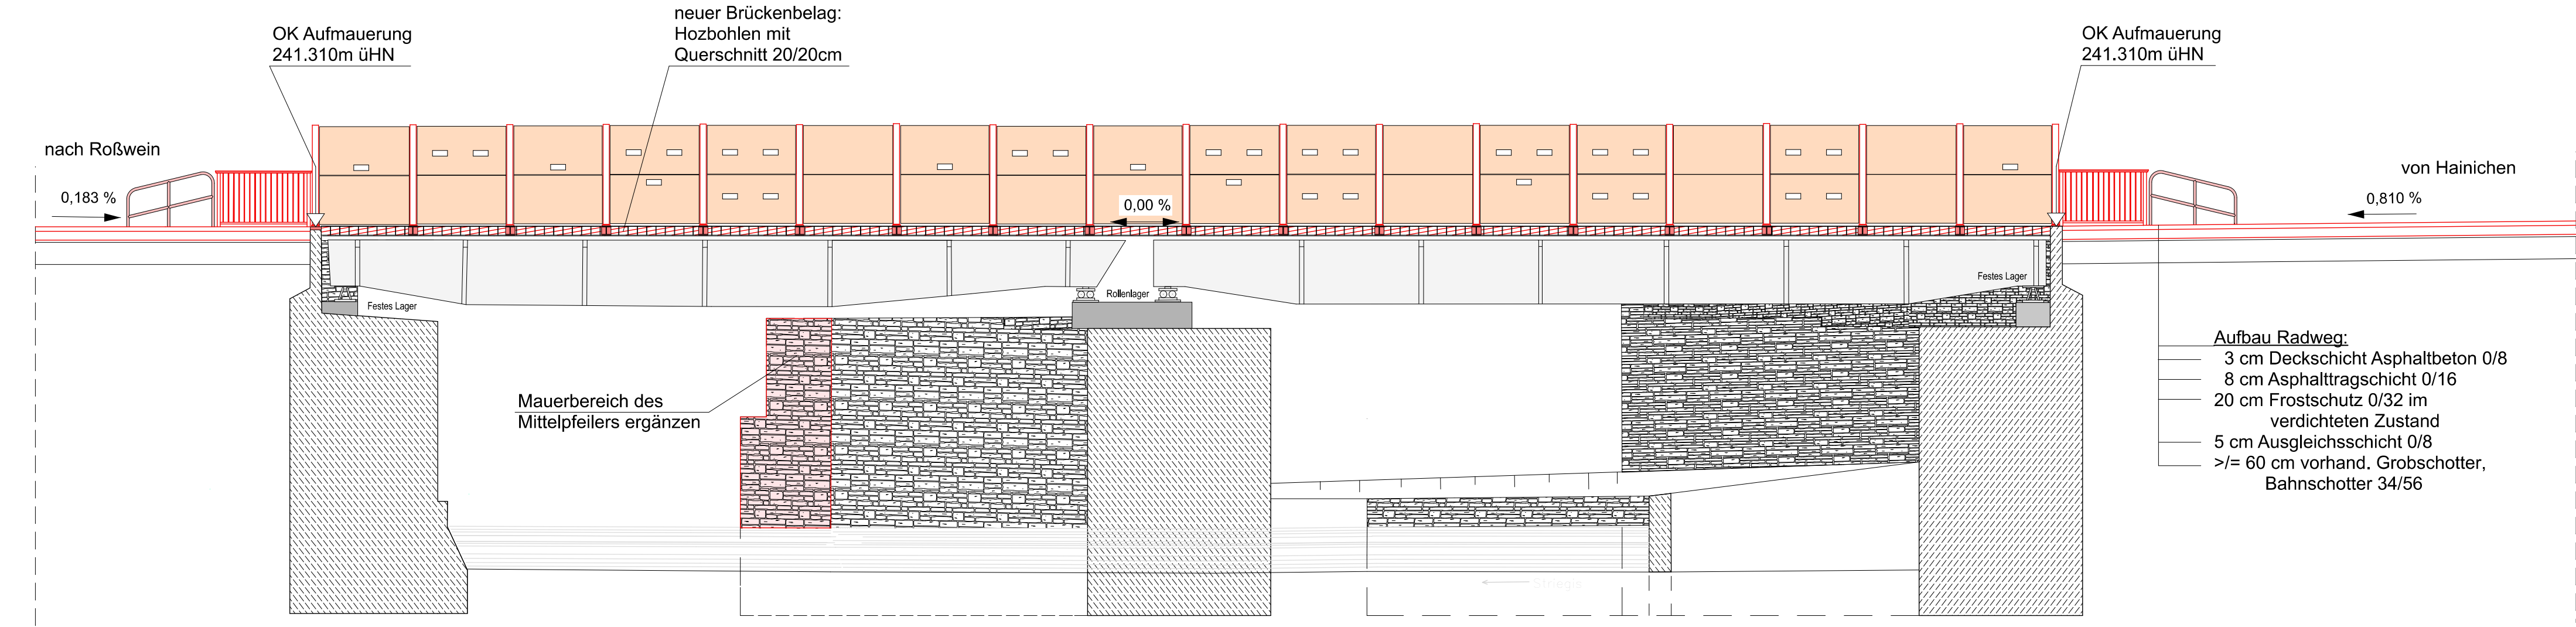 neuer Brückenbelag:
Hozbohlen mit
Querschnitt 20/20cm
OK Aufmauerung
241.310m üHN
OK Aufmauerung
241.310m üHN
nach Roßwein
0,183 %
0,00 %
von Hainichen
0,810 %
Festes Lager
Rollenlager
Festes Lager
Mauerbereich des
Mittelpfeilers ergänzen
Aufbau Radweg:
3 cm Deckschicht Asphaltbeton 0/8
8 cm Asphalttragschicht 0/16
20 cm Frostschutz 0/32 im
verdichteten Zustand
5 cm Ausgleichsschicht 0/8
>/= 60 cm vorhand. Grobschotter,
Bahnschotter 34/56
Striegis